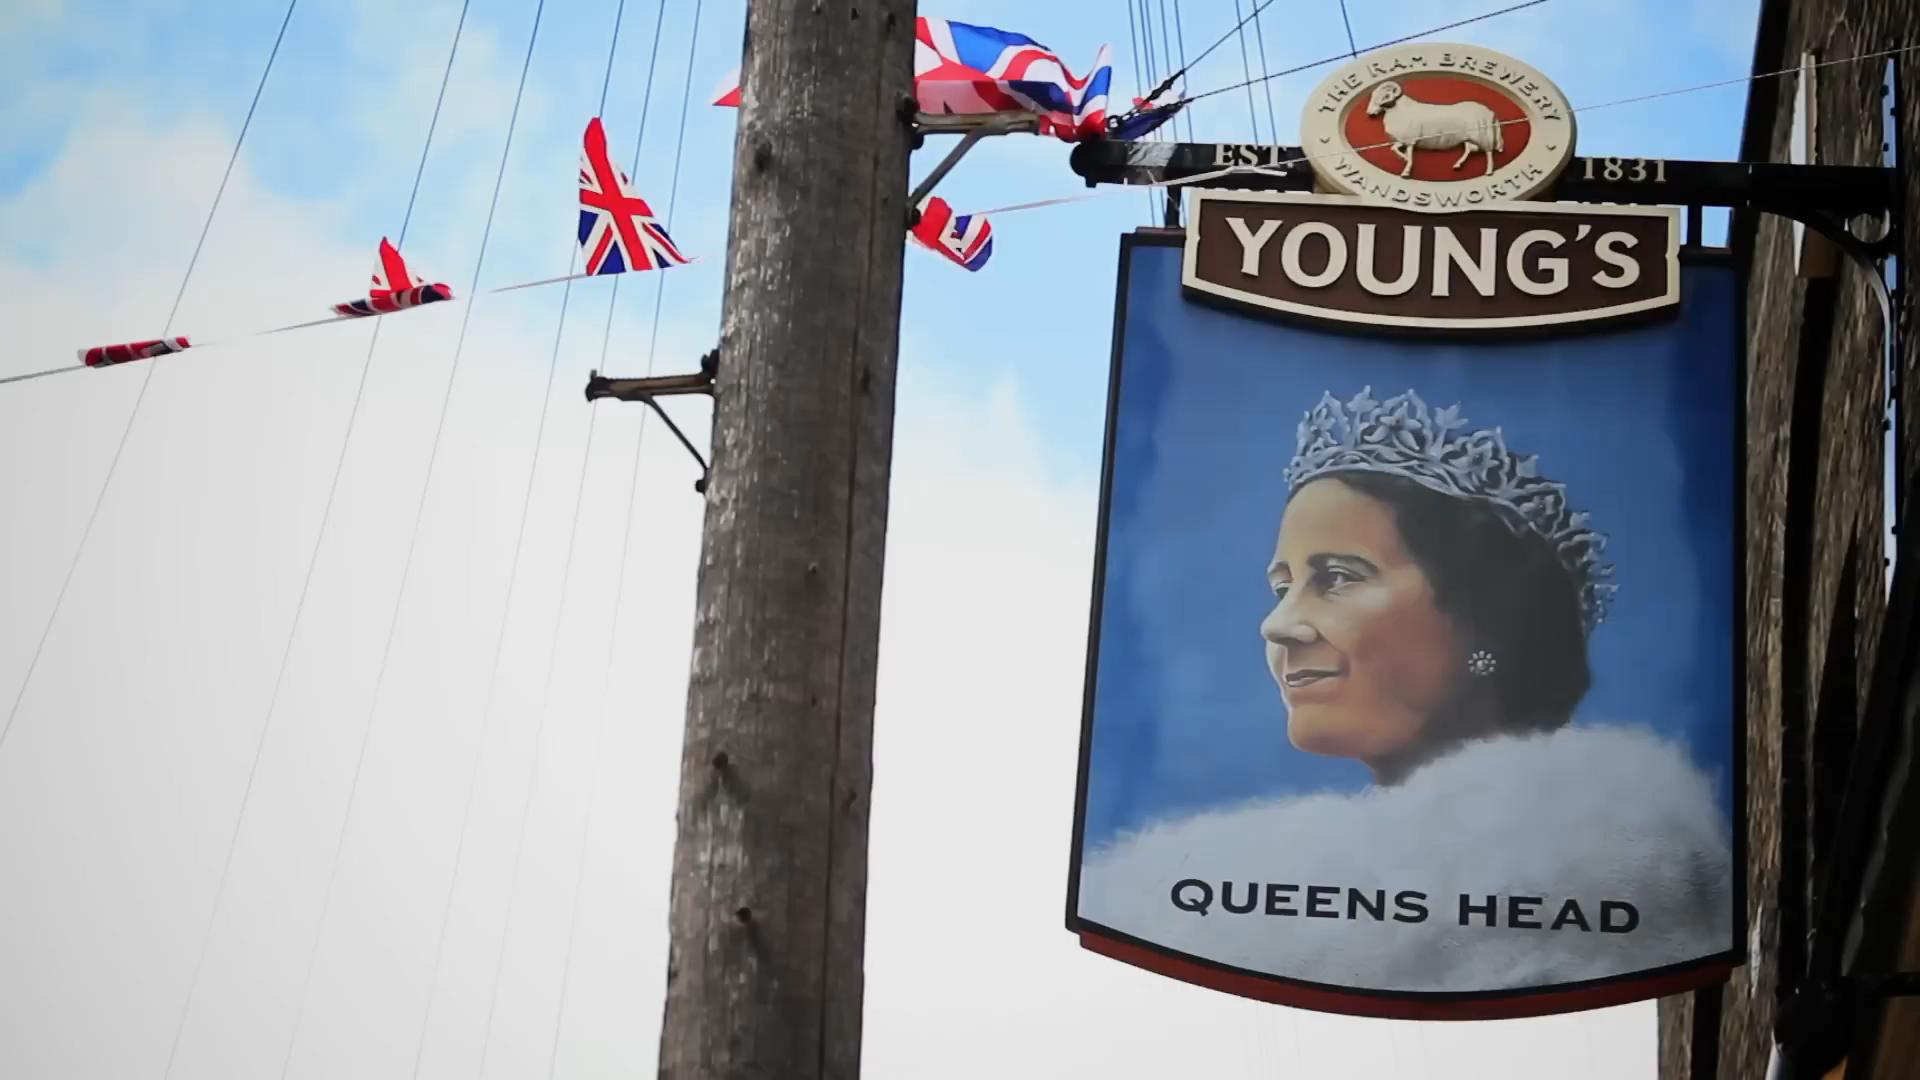 THE RAM BREWERY
WANDSWORTH
EST. 1831
YOUNG'S
QUEENS HEAD